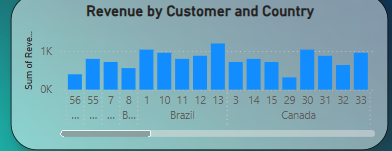 Revenue by Customer and Country
Sum of Reve...
1K
0K
56 55 7 8 1 10 11 12 13 3 14 15 29 30 31 32 33
... ... ... B... Brazil Canada